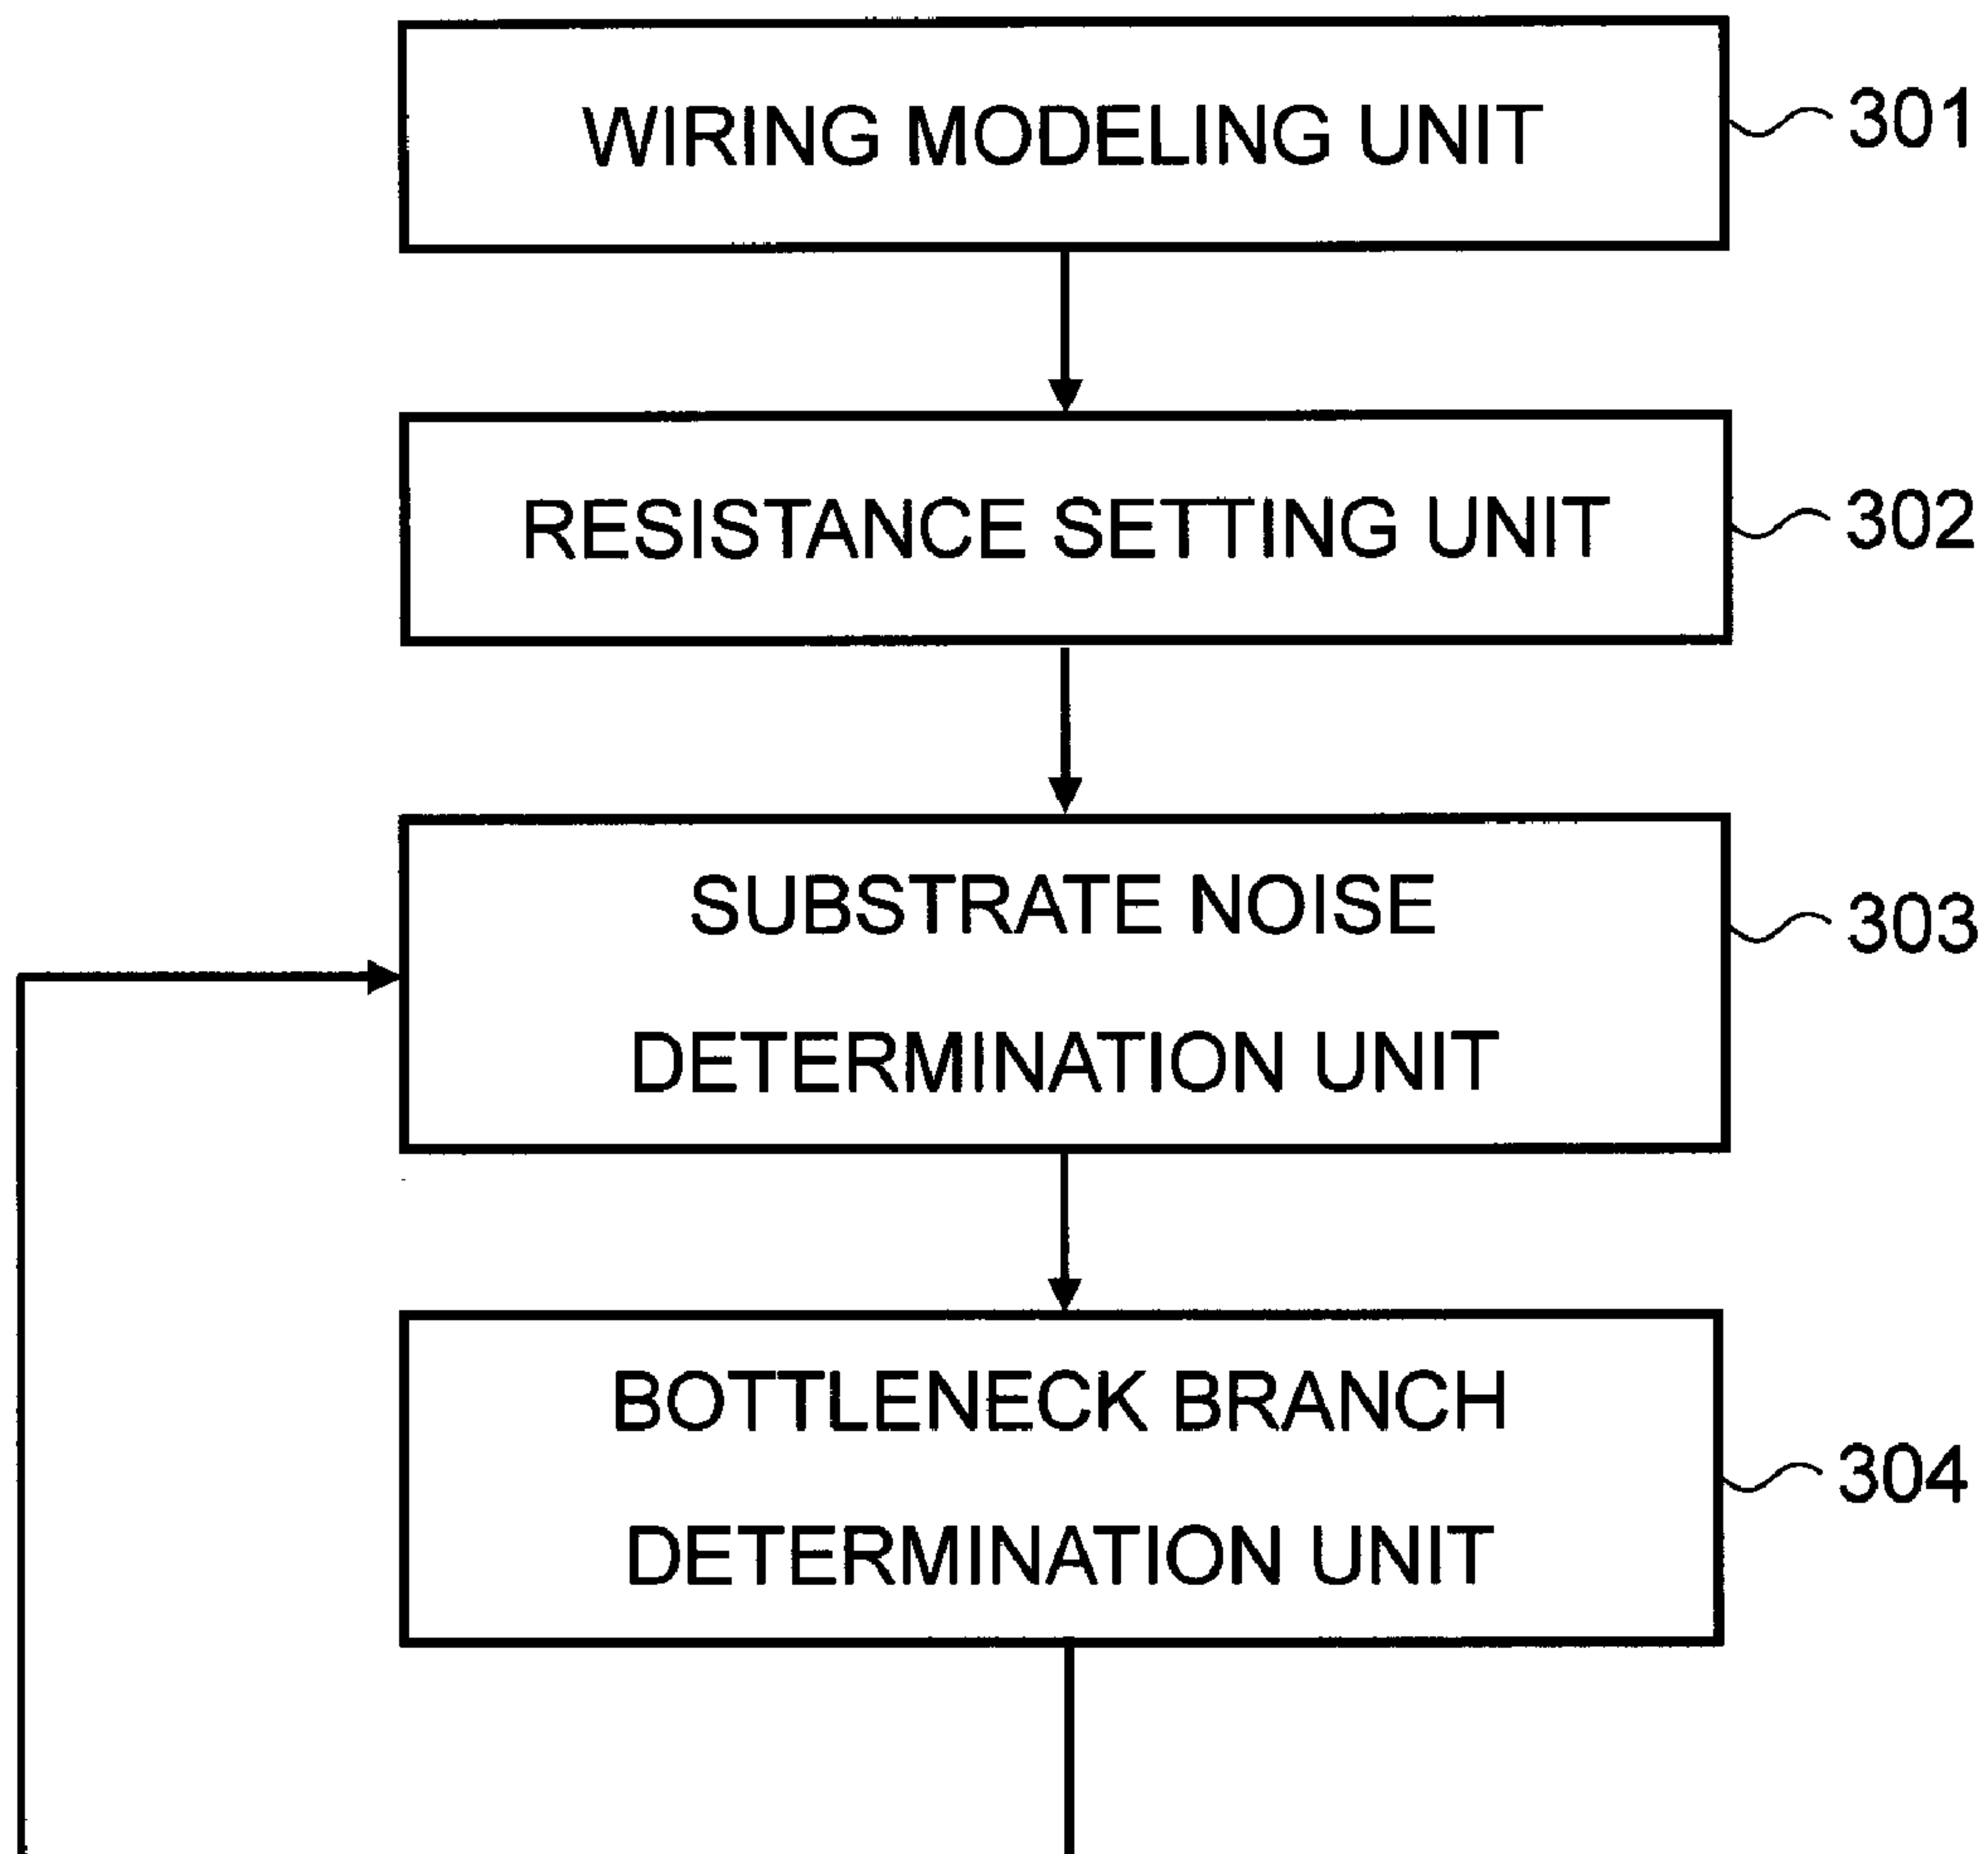 WIRING MODELING UNIT
301
RESISTANCE SETTING UNIT
302
SUBSTRATE NOISE
DETERMINATION UNIT
303
BOTTLENECK BRANCH
DETERMINATION UNIT
304